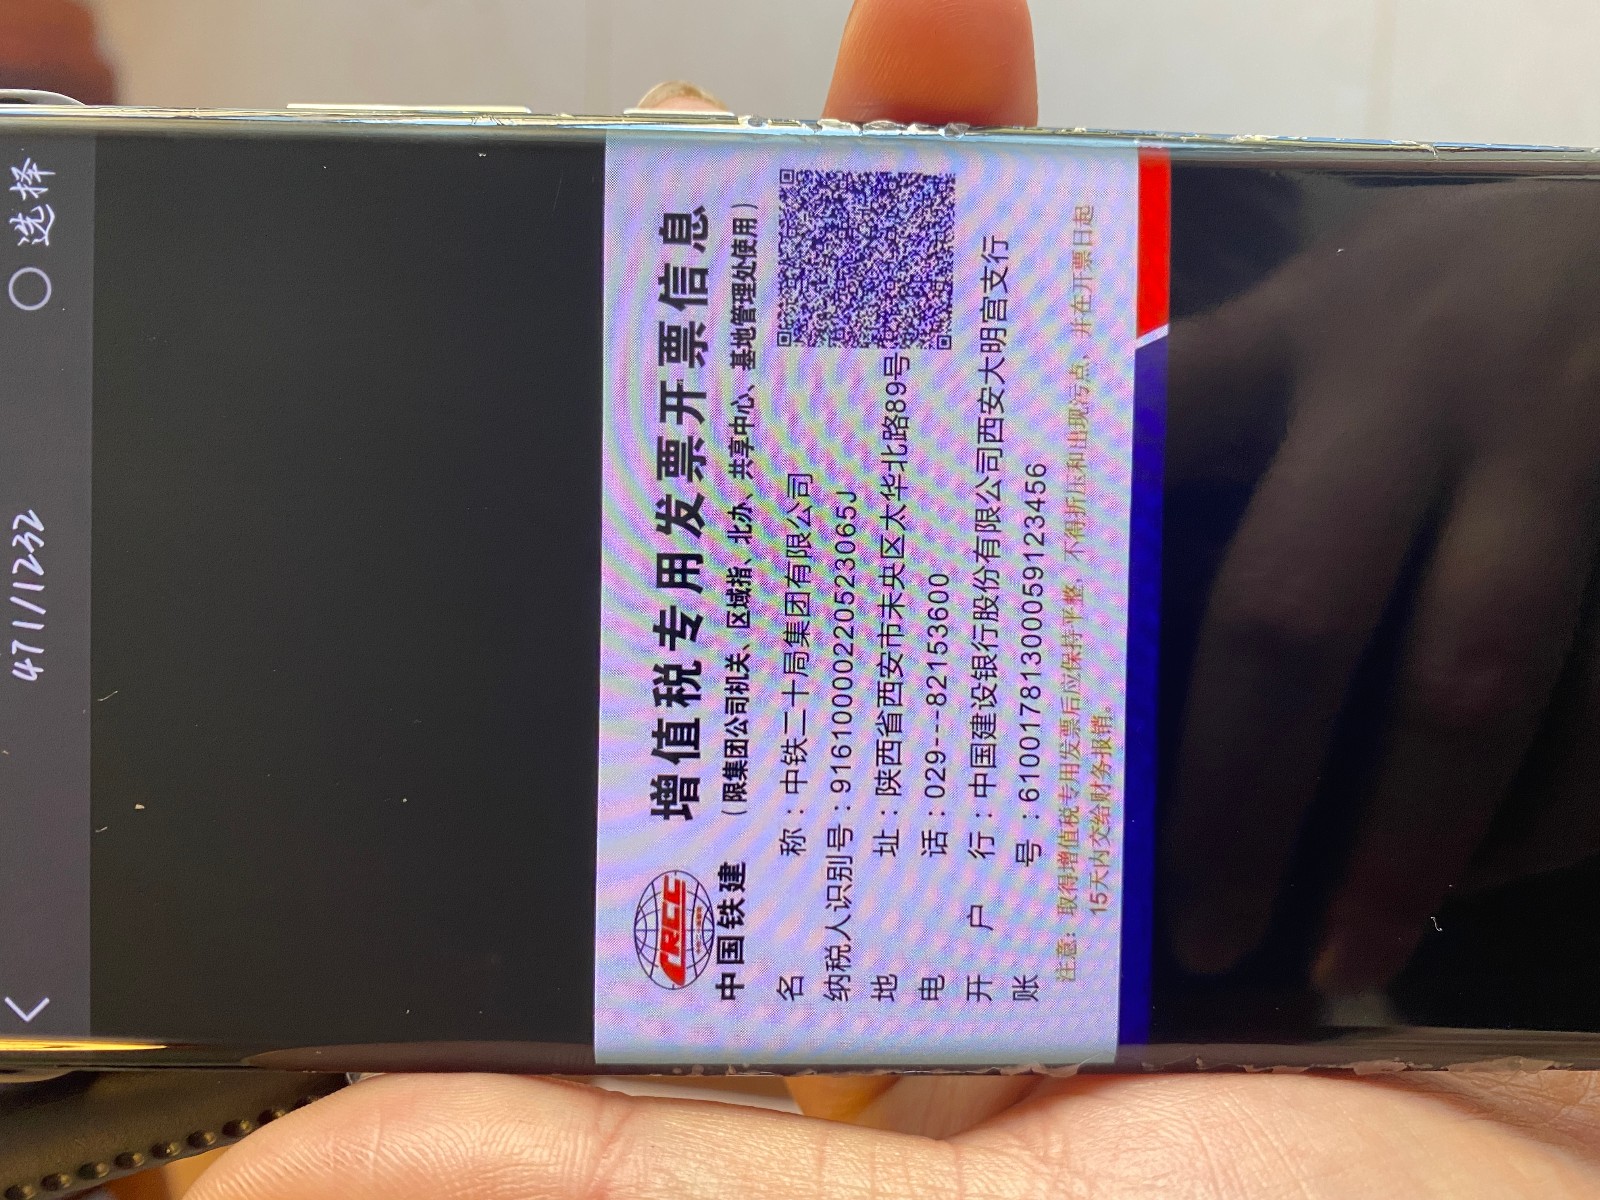 471/1232
选择
CRCC
中国铁建
增值税专用发票开票信息
（限集团公司机关、区域指、北办、共享中心、基地管理处使用）
名 称：中铁二十局集团有限公司
纳税人识别号：91610000220523065J
地 址：陕西省西安市未央区太华北路89号
电 话：029---82153600
开 户 行：中国建设银行股份有限公司西安大明宫支行
账 号：61001781300059123456
注意：取得增值税专用发票后应保持平整，不得折压和出现污点，并在开票日起
15天内交给财务报销。